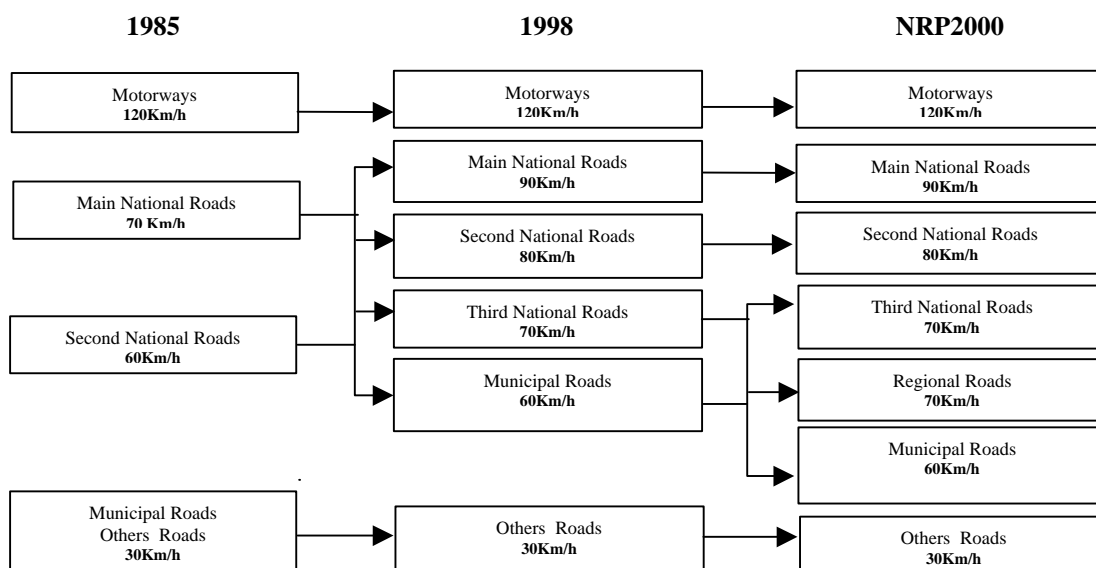 1985
Motorways
120Km/h
Main National Roads
70 Km/h
Second National Roads
60Km/h
Municipal Roads
Others Roads
30Km/h
1998
Motorways
120Km/h
Main National Roads
90Km/h
Second National Roads
80Km/h
Third National Roads
70Km/h
Municipal Roads
60Km/h
Others Roads
30Km/h
NRP2000
Motorways
120Km/h
Main National Roads
90Km/h
Second National Roads
80Km/h
Third National Roads
70Km/h
Regional Roads
70Km/h
Municipal Roads
60Km/h
Others Roads
30Km/h